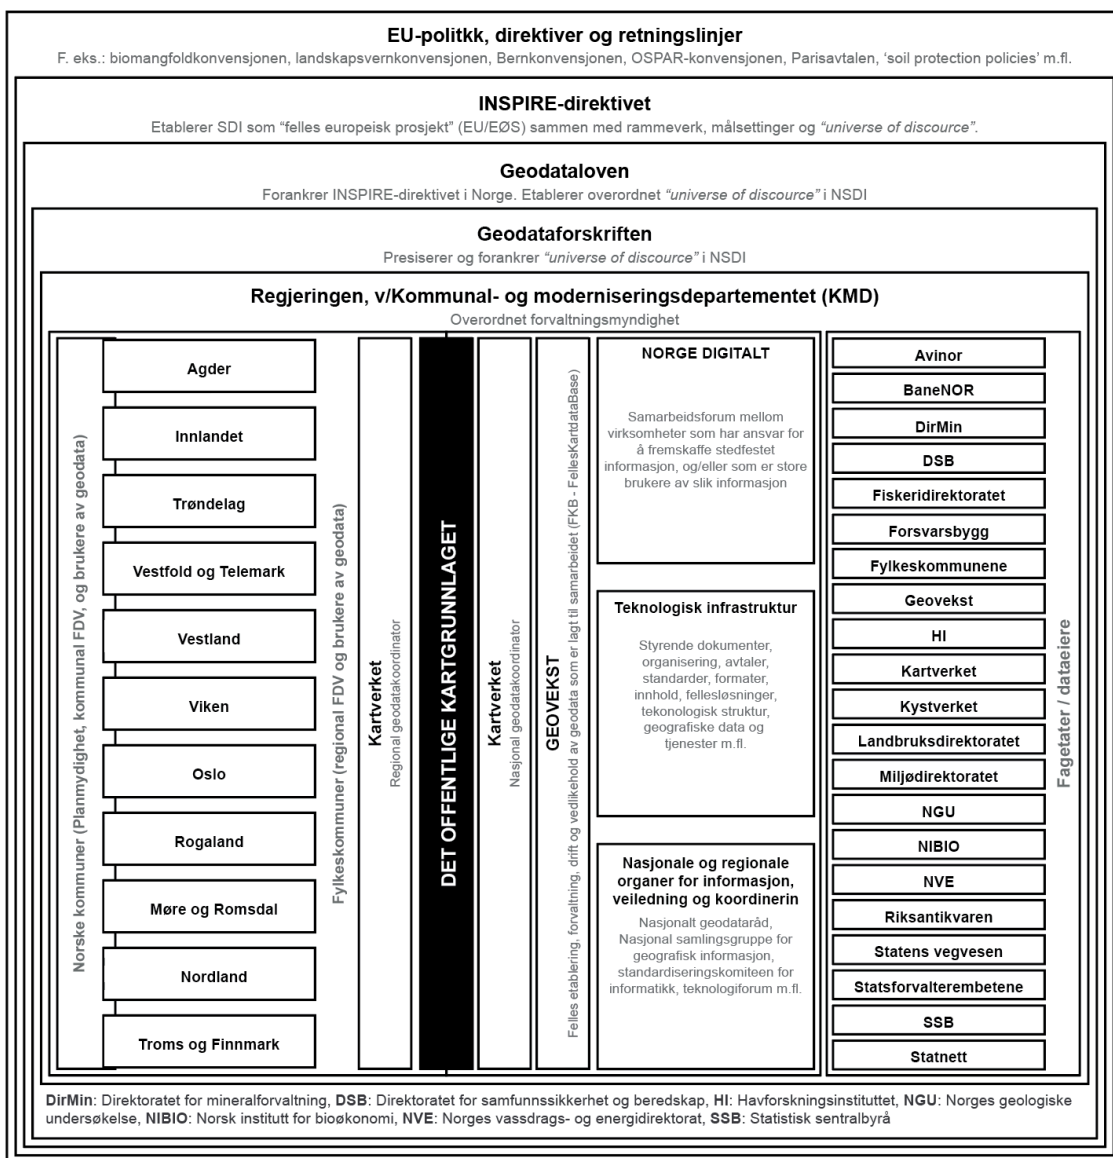 EU-politkk, direktiver og retningslinjer
F. eks.: biomangfoldkonvensjonen, landskapsvernkonvensjonen, Bernkonvensjonen, OSPAR-konvensjonen, Parisavtalen, ‘soil protection policies’ m.fl.
INSPIRE-direktivet
Etablerer SDI som “felles europeisk prosjekt” (EU/EØS) sammen med rammeverk, målsettinger og “universe of discource”.
Geodataloven
Forankrer INSPIRE-direktivet i Norge. Etablerer overordnet “universe of discource” i NSDI
Geodataforskriften
Presiserer og forankrer “universe of discource” i NSDI
Regjeringen, v/Kommunal- og moderniseringsdepartementet (KMD)
Overordnet forvaltningsmyndighet
Norske kommuner (Planmydighet, kommunal FDV, og brukere av geodata)
Agder
Innlandet
Trøndelag
Vestfold og Telemark
Vestland
Viken
Oslo
Rogaland
Møre og Romsdal
Nordland
Troms og Finnmark
Fylkeskommuner (regional FDV og brukere av geodata)
Kartverket
Regional geodatakoordinator
DET OFFENTLIGE KARTGRUNNLAGET
Kartverket
Nasjonal geodatakoordinator
GEOVEKST
Felles etablering, forvaltning, drift og vedlikehold av geodata som er lagt til samarbeidet (FKB - FellesKartdataBase)
NORGE DIGITALT
Samarbeidsforum mellom
virksomheter som har ansvar for
å fremskaffe stedfestet
informasjon, og/eller som er store
brukere av slik informasjon
Teknologisk infrastruktur
Styrende dokumenter,
organisering, avtaler,
standarder, formater,
innhold, fellesløsninger,
tekonologisk struktur,
geografiske data og
tjenester m.fl.
Nasjonale og regionale
organer for informasjon,
veiledning og koordinerin
Nasjonalt geodataråd,
Nasjonal samlingsgruppe for
geografisk informasjon,
standardiseringskomiteen for
informatikk, teknologiforum m.fl.
Avinor
BaneNOR
DirMin
DSB
Fiskeridirektoratet
Forsvarsbygg
Fylkeskommunene
Geovekst
HI
Kartverket
Kystverket
Landbruksdirektoratet
Miljødirektoratet
NGU
NIBIO
NVE
Riksantikvaren
Statens vegvesen
Statsforvalterembetene
SSB
Statnett
Fagetater / dataeiere
DirMin: Direktoratet for mineralforvaltning, DSB: Direktoratet for samfunnssikkerhet og beredskap, HI: Havforskningsinstituttet, NGU: Norges geologiske
undersøkelse, NIBIO: Norsk institutt for bioøkonomi, NVE: Norges vassdrags- og energidirektorat, SSB: Statistisk sentralbyrå